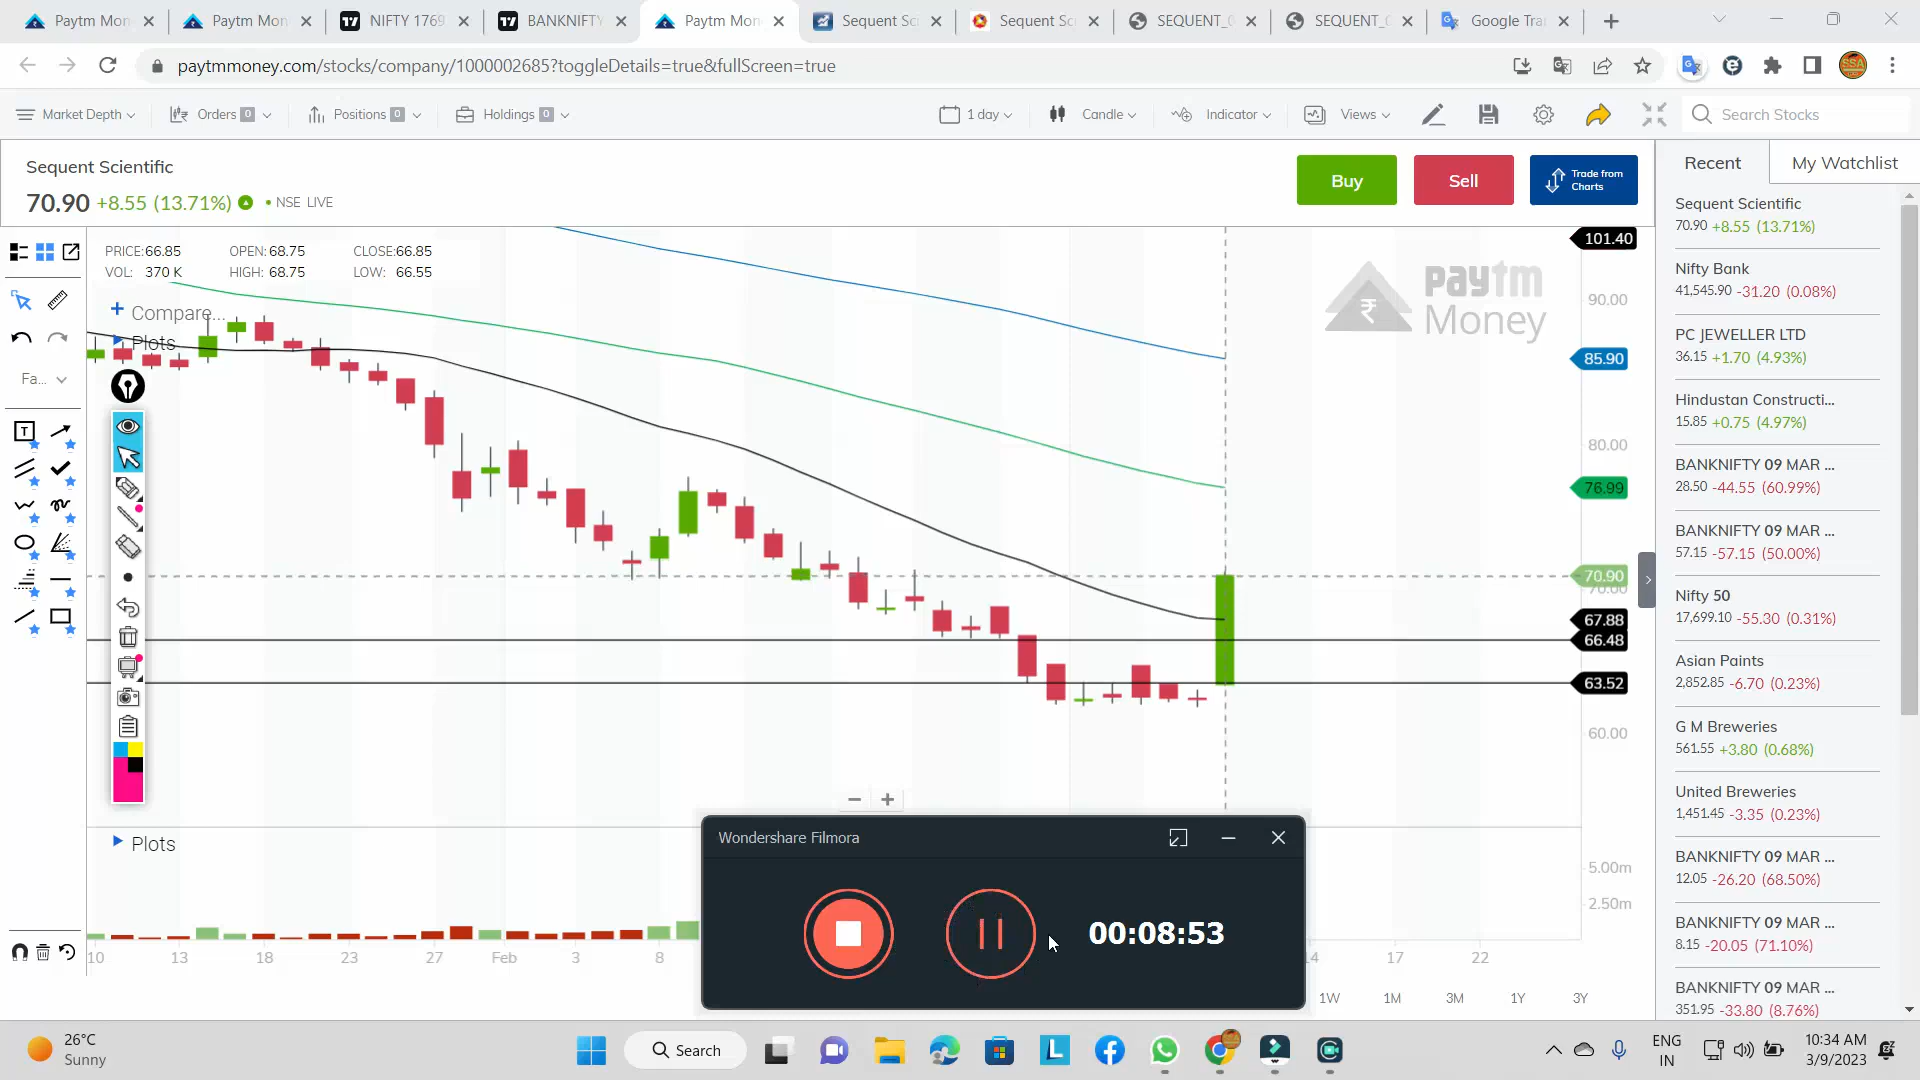 Paytm Mon
Paytm Mon
NIFTY 1769
BANKNIFTY
Paytm Mon
Sequent Sc
Sequent Sc
SEQUENT_0
SEQUENT_0
Google Tra
paytmmoney.com/stocks/company/1000002685?toggleDetails=true&fullScreen=true
SSA
Market Depth
Orders 0
Positions 0
Holdings 0
1 day
Candle
Indicator
Views
Search Stocks
Sequent Scientific
70.90 +8.55 (13.71%) • NSE LIVE
Buy
Sell
Trade from
Charts
Recent
My Watchlist
PRICE:66.85 OPEN:68.75 CLOSE:66.85
VOL: 370 K HIGH: 68.75 LOW: 66.55
+ Compare...
Plots
Fa...
T
paytm
Money
101.40
90.00
85.90
80.00
76.99
70.90
70.00
67.88
66.48
63.52
60.00
Plots
5.00m
2.50m
10 13 18 23 27 Feb 3 8
17 22
1W 1M 3M 1Y 3Y
Wondershare Filmora
00:08:53
Sequent Scientific
70.90 +8.55 (13.71%)
Nifty Bank
41,545.90 -31.20 (0.08%)
PC JEWELLER LTD
36.15 +1.70 (4.93%)
Hindustan Constructi...
15.85 +0.75 (4.97%)
BANKNIFTY 09 MAR ...
28.50 -44.55 (60.99%)
BANKNIFTY 09 MAR ...
57.15 -57.15 (50.00%)
Nifty 50
17,699.10 -55.30 (0.31%)
Asian Paints
2,852.85 -6.70 (0.23%)
G M Breweries
561.55 +3.80 (0.68%)
United Breweries
1,451.45 -3.35 (0.23%)
BANKNIFTY 09 MAR ...
12.05 -26.20 (68.50%)
BANKNIFTY 09 MAR ...
8.15 -20.05 (71.10%)
BANKNIFTY 09 MAR ...
351.95 -33.80 (8.76%)
26°C
Sunny
Search
ENG
IN
10:34 AM
3/9/2023